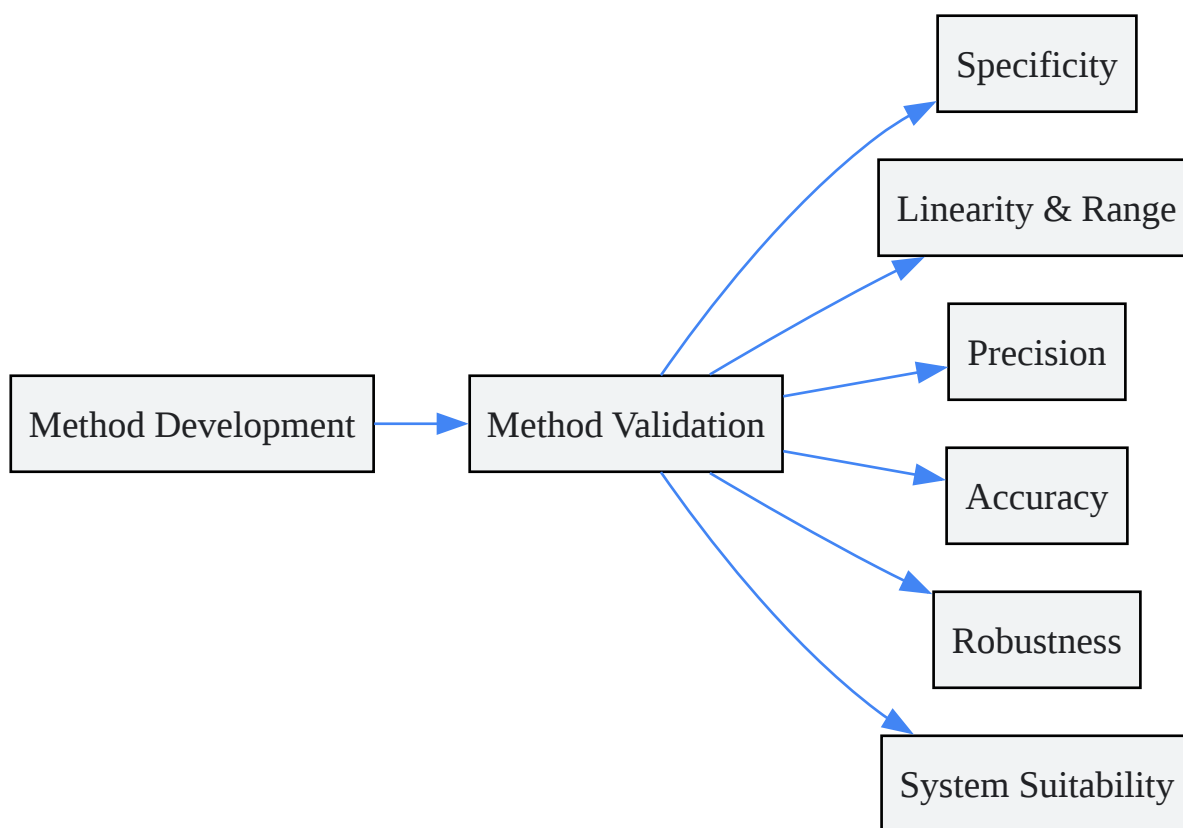 Specificity
Linearity & Range
Precision
Method Development
Method Validation
Accuracy
Robustness
System Suitability